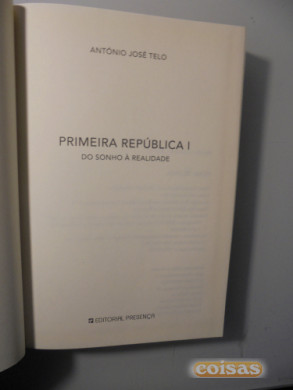 ANTÓNIO JOSÉ TELO
PRIMEIRA REPÚBLICA I
DO SONHO À REALIDADE
EDITORIAL PRESENÇA
coisas